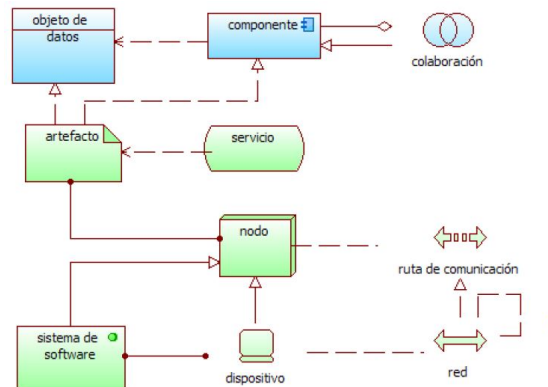 objeto de
datos
componente
colaboración
artefacto
servicio
nodo
ruta de comunicación
sistema de
software
dispositivo
red